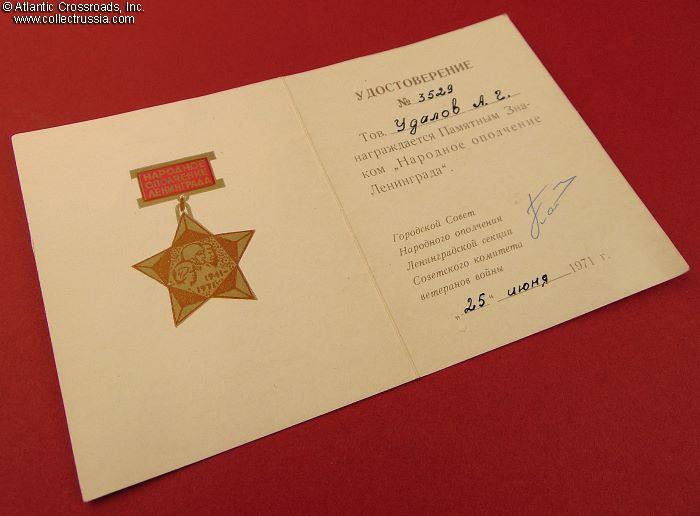 © Atlantic Crossroads, Inc.
www.collectrussia.com
НАРОДНОЕ
ОПОЛЧЕНИЕ
ЛЕНИНГРАДА
1941
1971
УДОСТОВЕРЕНИЕ
№ 3529
Тов. Удалов А. Г.
награждается Памятным Зна-
ком „Народное ополчение
Ленинграда".
Городской Совет
Народного ополчения
Ленинградской секции
Советского комитета
ветеранов войны
„25" июня 1971 г.